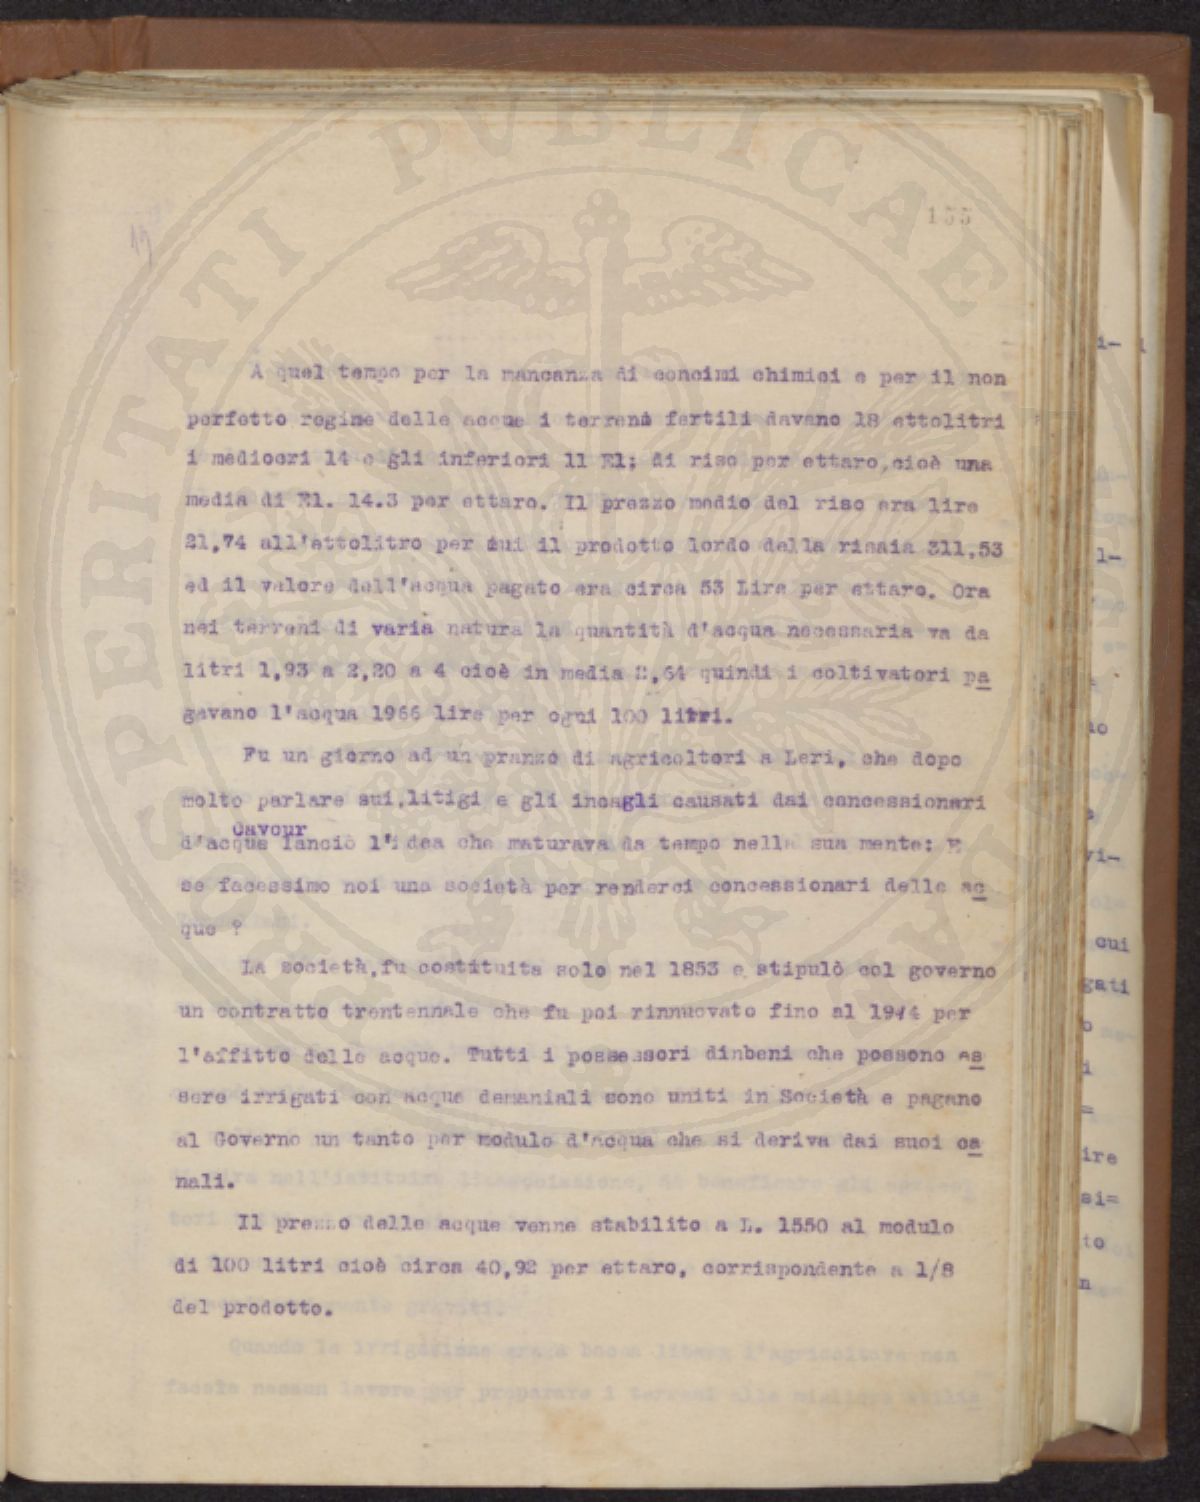 155
A quel tempo per la mancanza di concimi chimici e per il non
perfetto regime delle acque i terreni fertili davano 18 ettolitri
i mediocri 14 e gli inferiori 11 El; di riso per ettaro,cioè una
media di El. 14.3 per ettaro. Il prezzo medio del riso era lire
21,74 all'ettolitro per cui il prodotto lordo della risaia 311,53
ed il valore dell'acqua pagato era circa 53 Lire per ettaro. Ora
nei terreni di varia natura la quantità d'acqua necessaria va da
litri 1,93 a 2,20 a 4 cioè in media 2,64 quindi i coltivatori pa
gavano l'acqua 1966 lire per ogni 100 litri.
Fu un giorno ad un pranzo di agricoltori a Leri, che dopo
molto parlare sui,litigi e gli incagli causati dai concessionari
Cavour
d'acque lanciò l'idea che maturava da tempo nella sua mente: E
se facessimo noi una società per renderci concessionari delle ac
que ?
La società,fu costituita solo nel 1853 e stipulò col governo
un contratto trentennale che fu poi rinnuovato fino al 1914 per
l'affitto delle acque. Tutti i possessori dinbeni che possono es
sere irrigati con acque demaniali sono uniti in Società e pagano
al Governo un tanto per modulo d'acqua che si deriva dai suoi ca
nali.
Il prezzo delle acque venne stabilito a L. 1550 al modulo
di 100 litri cioè circa 40,92 per ettaro, corrispondente a 1/8
del prodotto.
PROSPERITATI PVBLICAE